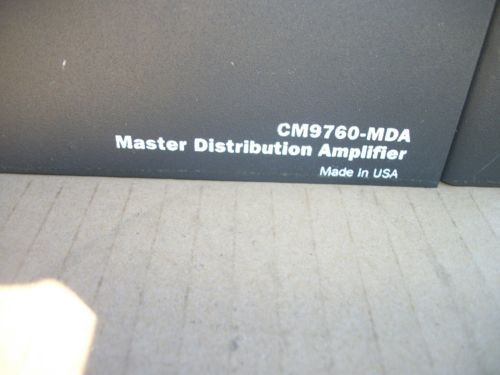 CM9760-MDA
Master Distribution Amplifier
Made in USA